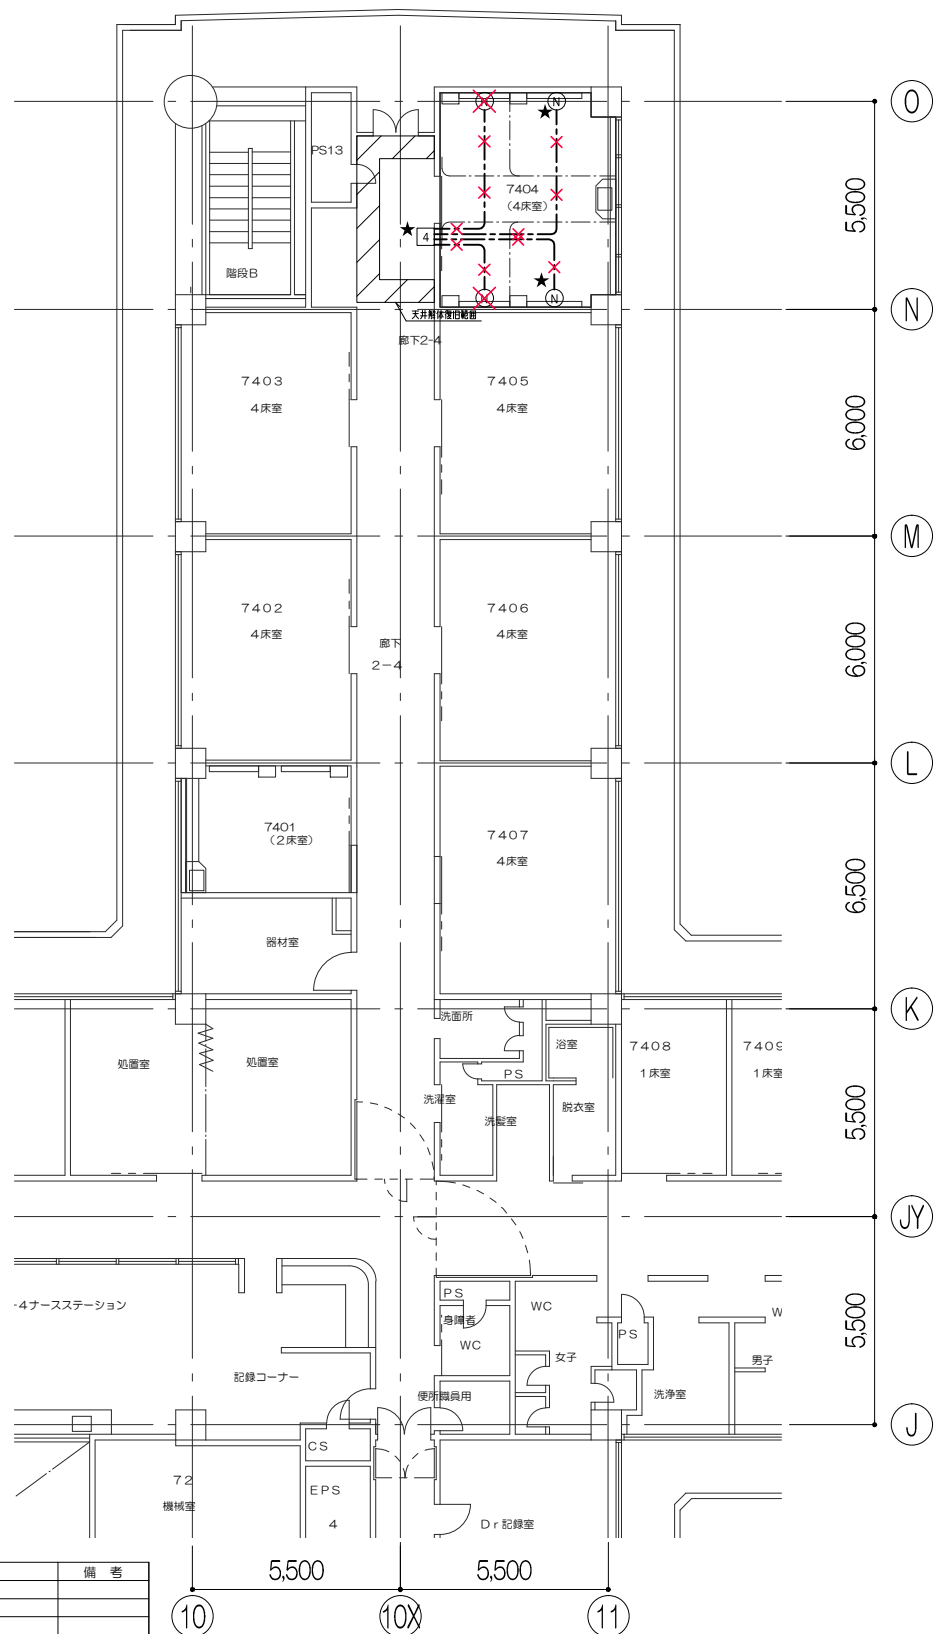 O
N
PS13
7404
(4床室)
5,500
4
階段B
N
N
天井解体復旧範囲
廊下2-4
7403
4床室
7405
4床室
6,000
M
7402
4床室
7406
4床室
廊下
2-4
6,000
L
7401
(2床室)
7407
4床室
6,500
器材室
K
洗面所
浴室
7408
1床室
7409
1床室
処置室
処置室
PS
洗濯室
洗髪室
脱衣室
5,500
JY
PS
WC
-4ナースステーション
身障者
WC
PS
W
女子
男子
5,500
記録コーナー
便所職員用
洗浄室
J
CS
72
機械室
EPS
4
Dr記録室
備考
5,500
5,500
10
10X
11